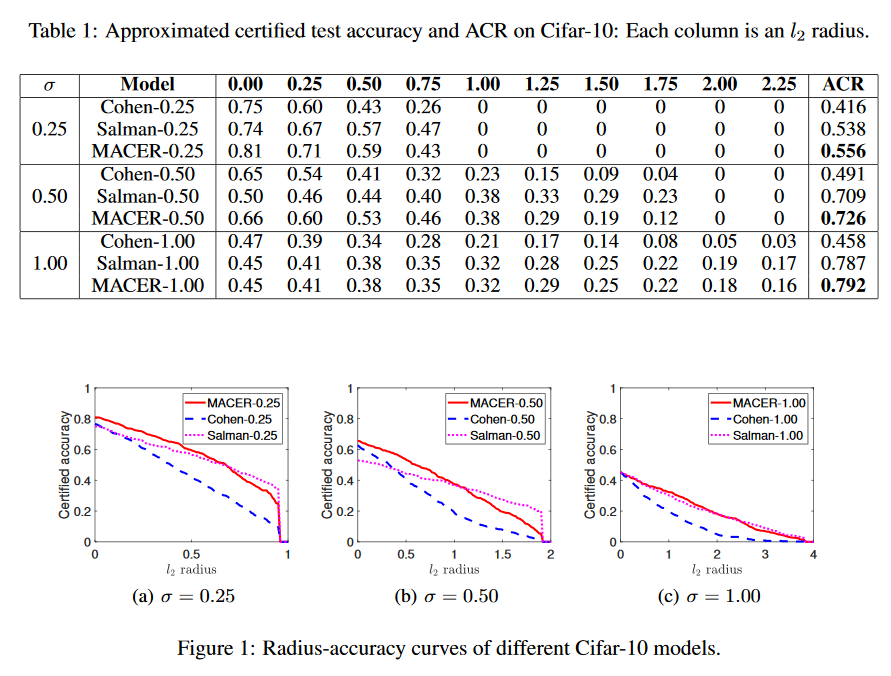 Table 1: Approximated certified test accuracy and ACR on Cifar-10: Each column is an l₂ radius.
σ Model 0.00 0.25 0.50 0.75 1.00 1.25 1.50 1.75 2.00 2.25 ACR
Cohen-0.25 0.75 0.60 0.43 0.26 0 0 0 0 0 0 0.416
0.25 Salman-0.25 0.74 0.67 0.57 0.47 0 0 0 0 0 0 0.538
MACER-0.25 0.81 0.71 0.59 0.43 0 0 0 0 0 0 0.556
Cohen-0.50 0.65 0.54 0.41 0.32 0.23 0.15 0.09 0.04 0 0 0.491
0.50 Salman-0.50 0.50 0.46 0.44 0.40 0.38 0.33 0.29 0.23 0 0 0.709
MACER-0.50 0.66 0.60 0.53 0.46 0.38 0.29 0.19 0.12 0 0 0.726
Cohen-1.00 0.47 0.39 0.34 0.28 0.21 0.17 0.14 0.08 0.05 0.03 0.458
1.00 Salman-1.00 0.45 0.41 0.38 0.35 0.32 0.28 0.25 0.22 0.19 0.17 0.787
MACER-1.00 0.45 0.41 0.38 0.35 0.32 0.29 0.25 0.22 0.18 0.16 0.792
Certified accuracy
1
0.8
0.6
0.4
0.2
0
MACER-0.25
Cohen-0.25
Salman-0.25
0 0.5 1
l₂ radius
(a) σ = 0.25
Certified accuracy
1
0.8
0.6
0.4
0.2
0
MACER-0.50
Cohen-0.50
Salman-0.50
0 0.5 1 1.5 2
l₂ radius
(b) σ = 0.50
Certified accuracy
1
0.8
0.6
0.4
0.2
0
MACER-1.00
Cohen-1.00
Salman-1.00
0 1 2 3 4
l₂ radius
(c) σ = 1.00
Figure 1: Radius-accuracy curves of different Cifar-10 models.